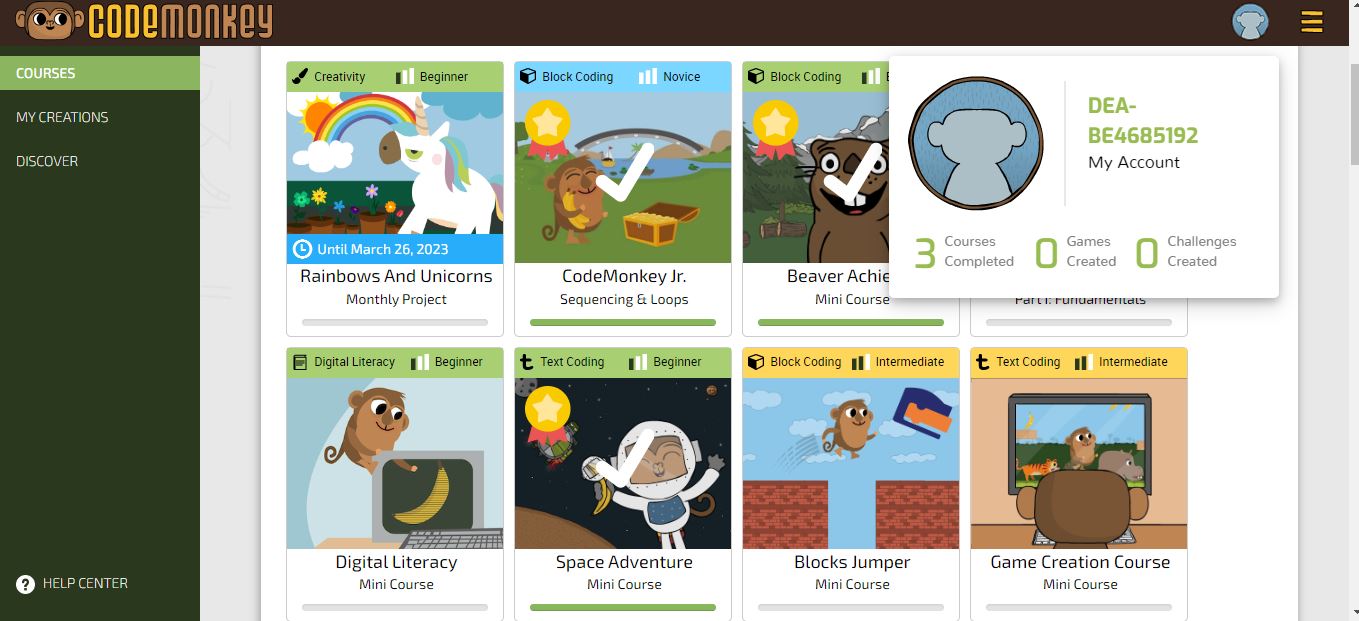 CODEMONKEY
COURSES
MY CREATIONS
DISCOVER
HELP CENTER
Creativity Beginner
Until March 26, 2023
Rainbows And Unicorns
Monthly Project
Block Coding Novice
CodeMonkey Jr.
Sequencing & Loops
Block Coding
Beaver Achie
Mini Course
Part I: Fundamentals
DEA-
BE4685192
My Account
3 Courses
Completed
0 Games
Created
0 Challenges
Created
Digital Literacy Beginner
Digital Literacy
Mini Course
Text Coding Beginner
Space Adventure
Mini Course
Block Coding Intermediate
Blocks Jumper
Mini Course
Text Coding Intermediate
Game Creation Course
Mini Course